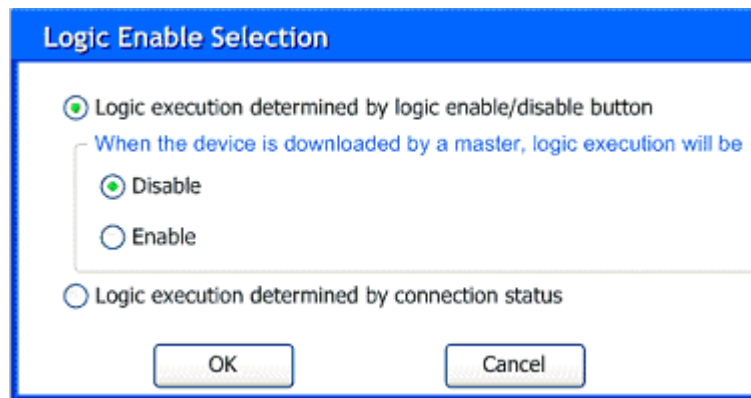 Logic Enable Selection
Logic execution determined by logic enable/disable button
When the device is downloaded by a master, logic execution will be
Disable
Enable
Logic execution determined by connection status
OK Cancel